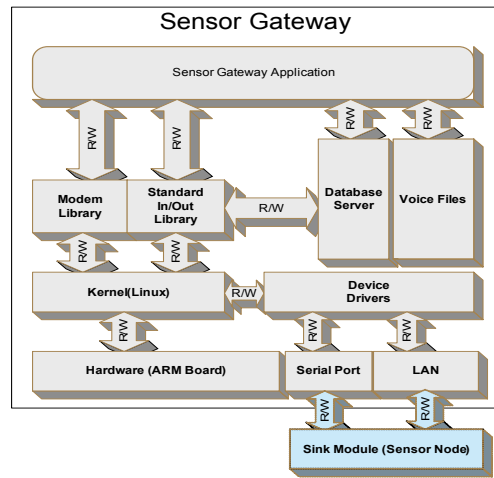 Sensor Gateway
Sensor Gateway Application
R/W
R/W
R/W
R/W
Modem
Library
Standard
In/Out
Library
R/W
Database
Server
Voice Files
R/W
R/W
Kernel(Linux)
R/W
Device
Drivers
R/W
R/W
R/W
Hardware (ARM Board)
Serial Port
LAN
R/W
R/W
Sink Module (Sensor Node)